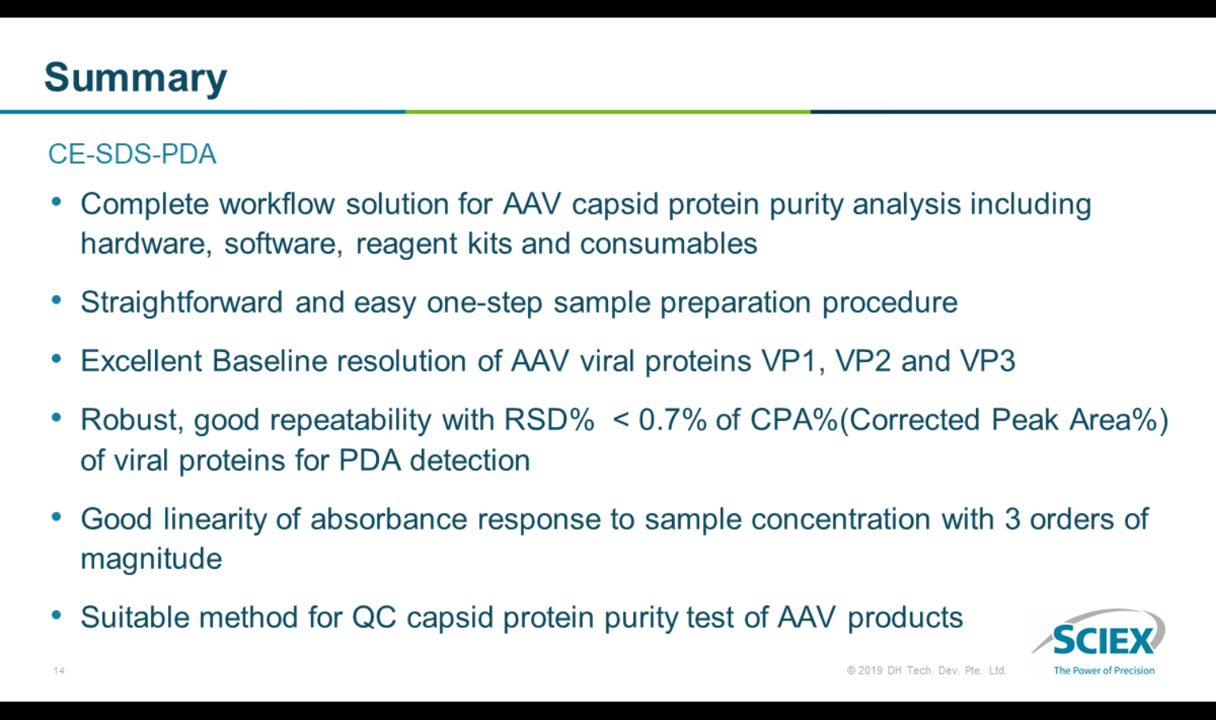 Summary
CE-SDS-PDA
• Complete workflow solution for AAV capsid protein purity analysis including
hardware, software, reagent kits and consumables
• Straightforward and easy one-step sample preparation procedure
• Excellent Baseline resolution of AAV viral proteins VP1, VP2 and VP3
• Robust, good repeatability with RSD% < 0.7% of CPA%(Corrected Peak Area%)
of viral proteins for PDA detection
• Good linearity of absorbance response to sample concentration with 3 orders of
magnitude
• Suitable method for QC capsid protein purity test of AAV products
SCIEX
The Power of Precision
14
© 2019 DH Tech. Dev. Pte. Ltd.